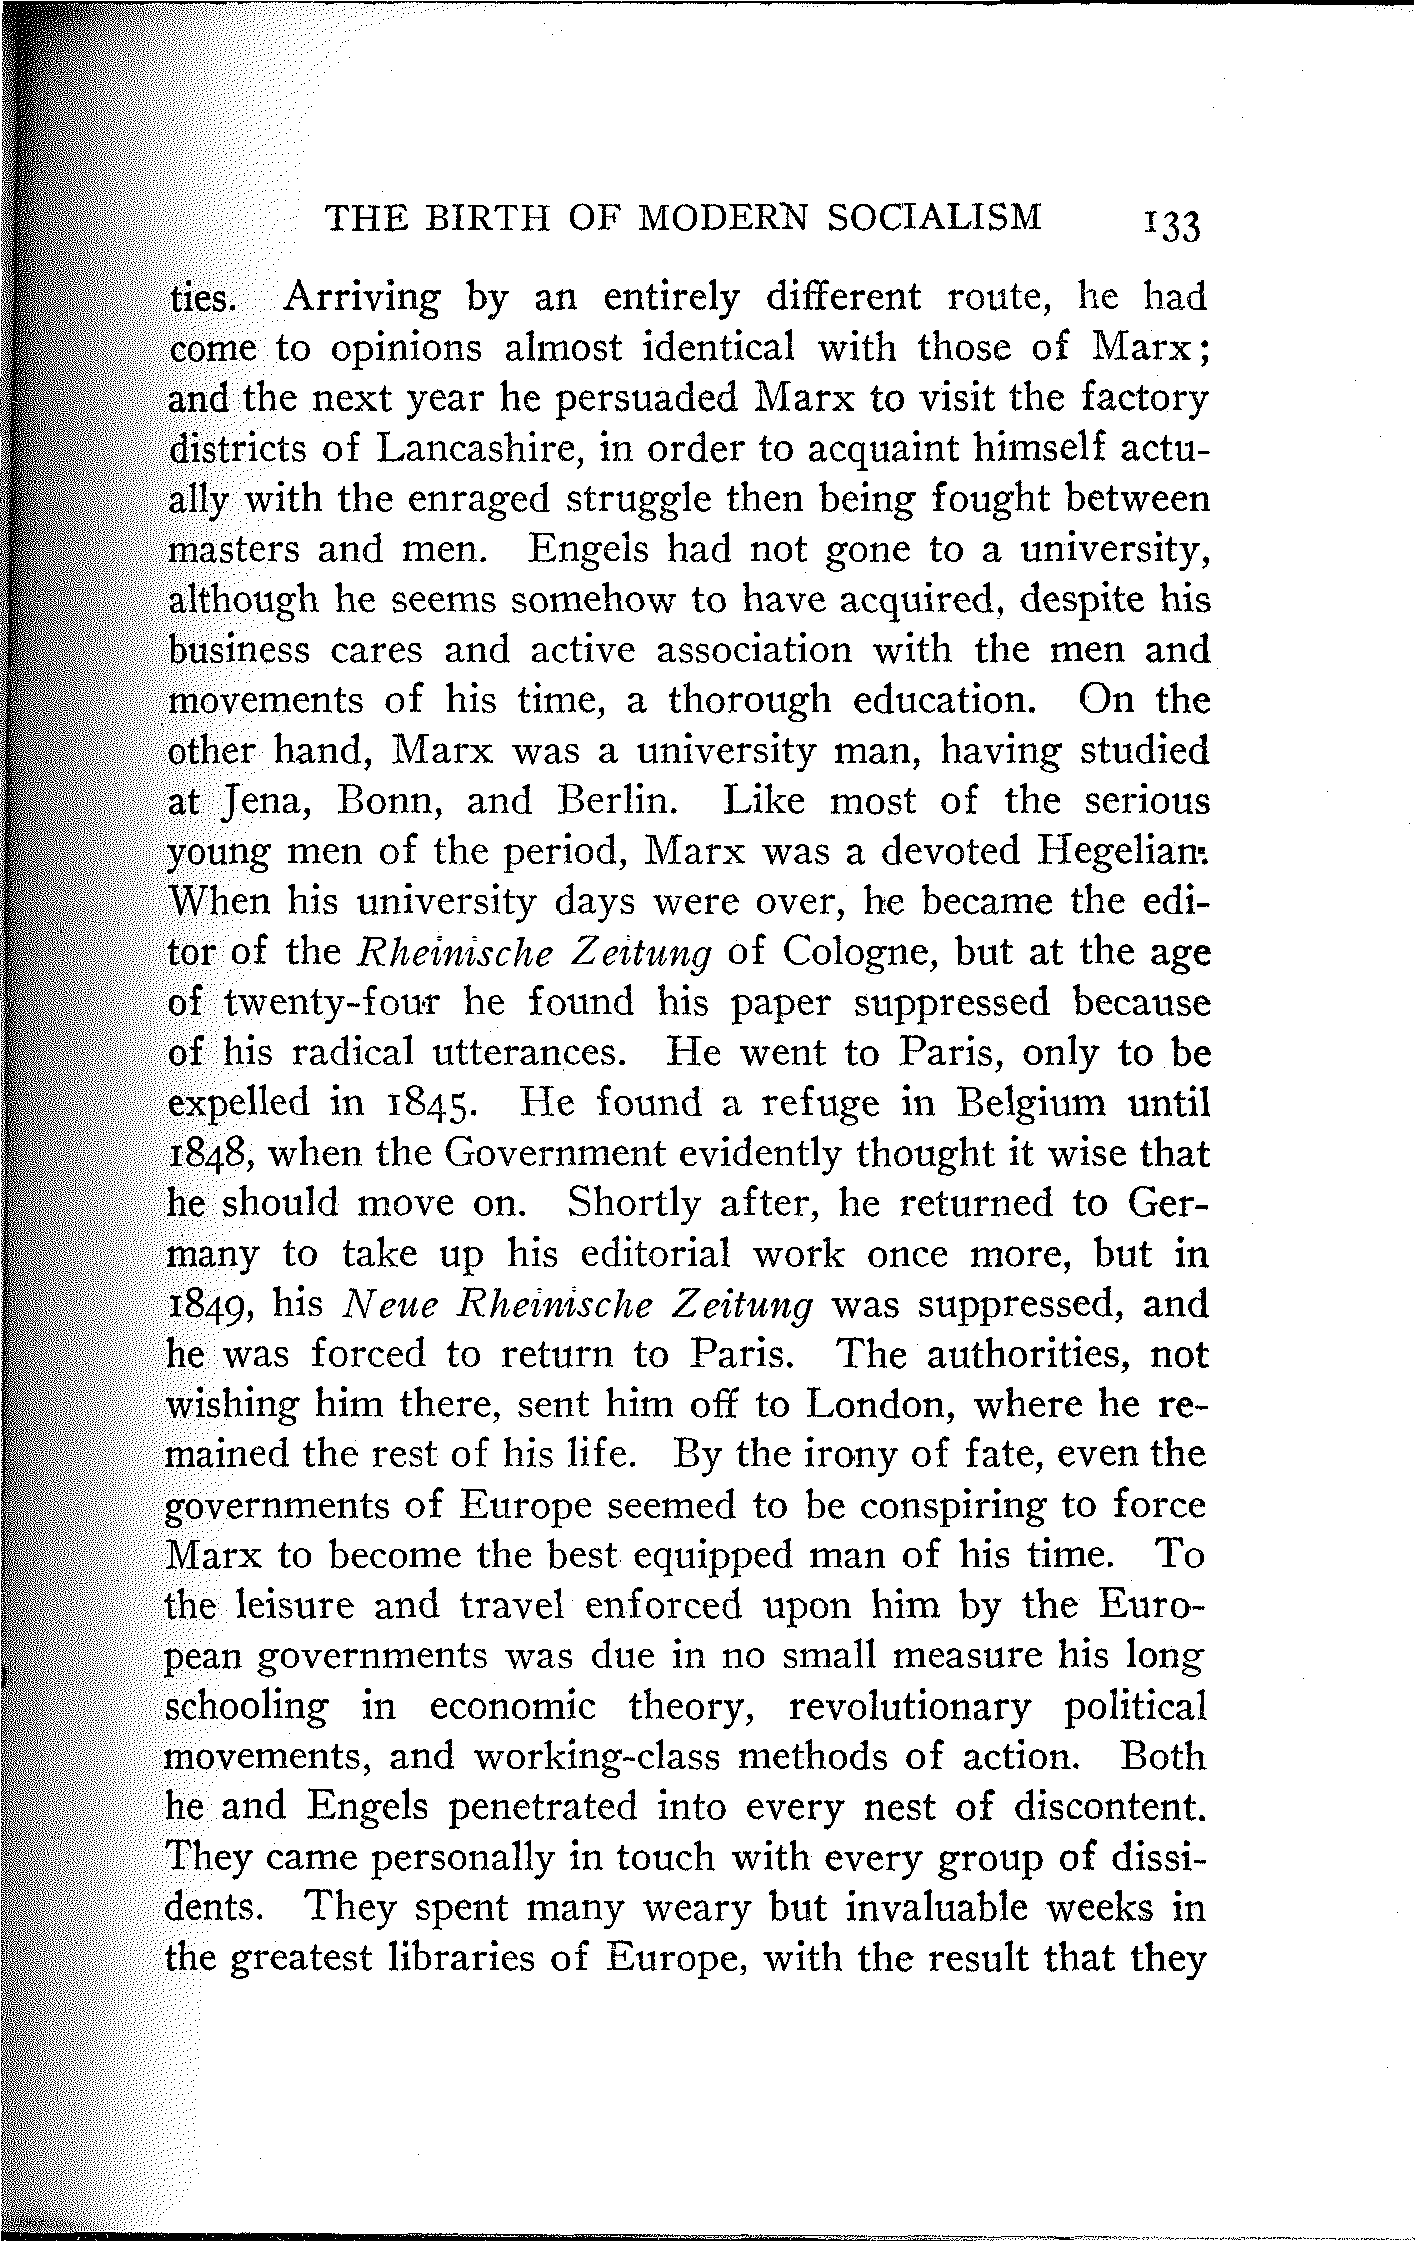 THE BIRTH OF MODERN SOCIALISM 133
ties. Arriving by an entirely different route, he had
come to opinions almost identical with those of Marx;
and the next year he persuaded Marx to visit the factory
districts of Lancashire, in order to acquaint himself actu-
ally with the enraged struggle then being fought between
masters and men. Engels had not gone to a university,
although he seems somehow to have acquired, despite his
business cares and active association with the men and
movements of his time, a thorough education. On the
other hand, Marx was a university man, having studied
at Jena, Bonn, and Berlin. Like most of the serious
young men of the period, Marx was a devoted Hegelian.
When his university days were over, he became the edi-
tor of the Rheinische Zeitung of Cologne, but at the age
of twenty-four he found his paper suppressed because
of his radical utterances. He went to Paris, only to be
expelled in 1845. He found a refuge in Belgium until
1848, when the Government evidently thought it wise that
he should move on. Shortly after, he returned to Ger-
many to take up his editorial work once more, but in
1849, his Neue Rheinische Zeitung was suppressed, and
he was forced to return to Paris. The authorities, not
wishing him there, sent him off to London, where he re-
mained the rest of his life. By the irony of fate, even the
governments of Europe seemed to be conspiring to force
Marx to become the best equipped man of his time. To
the leisure and travel enforced upon him by the Euro-
pean governments was due in no small measure his long
schooling in economic theory, revolutionary political
movements, and working-class methods of action. Both
he and Engels penetrated into every nest of discontent.
They came personally in touch with every group of dissi-
dents. They spent many weary but invaluable weeks in
the greatest libraries of Europe, with the result that they